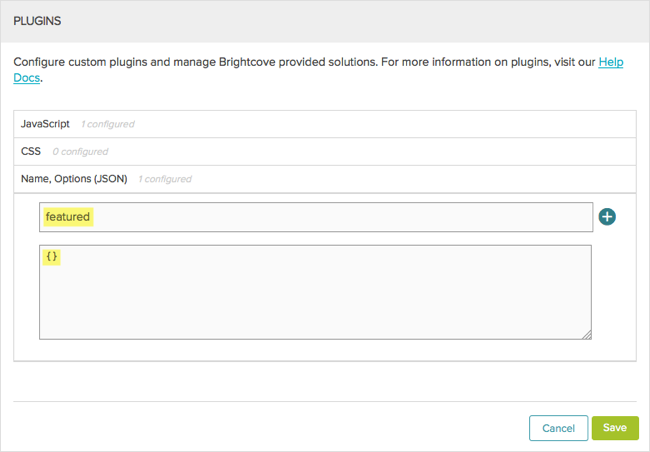 PLUGINS
Configure custom plugins and manage Brightcove provided solutions. For more information on plugins, visit our Help
Docs.
JavaScript 1 configured
CSS 0 configured
Name, Options (JSON) 1 configured
featured
{}
Cancel Save